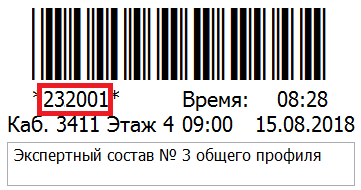 *232001* Время: 08:28
Каб. 3411 Этаж 4 09:00 15.08.2018
Экспертный состав № 3 общего профиля